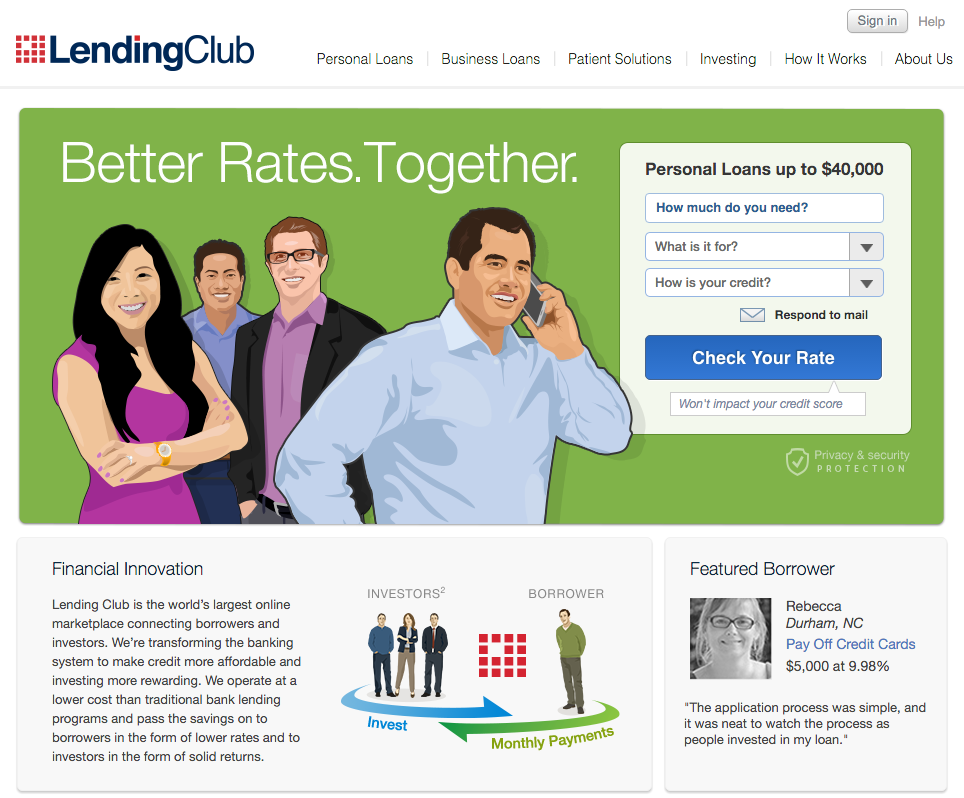 Sign in Help
LendingClub
Personal Loans Business Loans Patient Solutions Investing How It Works About Us
Better Rates.Together.
Personal Loans up to $40,000
How much do you need?
What is it for?
How is your credit?
Respond to mail
Check Your Rate
Won't impact your credit score
Privacy & security
PROTECTION
Financial Innovation
Lending Club is the world's largest online
marketplace connecting borrowers and
investors. We're transforming the banking
system to make credit more affordable and
investing more rewarding. We operate at a
lower cost than traditional bank lending
programs and pass the savings on to
borrowers in the form of lower rates and to
investors in the form of solid returns.
INVESTORS² BORROWER
Invest
Monthly Payments
Featured Borrower
Rebecca
Durham, NC
Pay Off Credit Cards
$5,000 at 9.98%
"The application process was simple, and
it was neat to watch the process as
people invested in my loan."